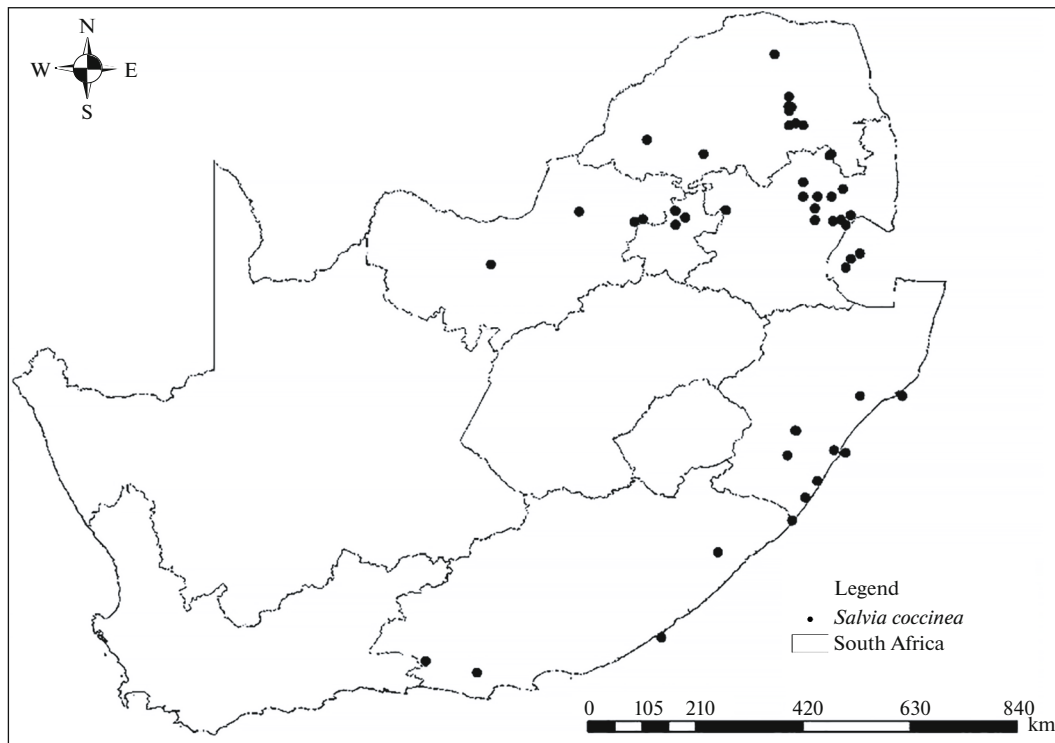 N
W E
S
Legend
Salvia coccinea
South Africa
0 105 210 420 630 840
km